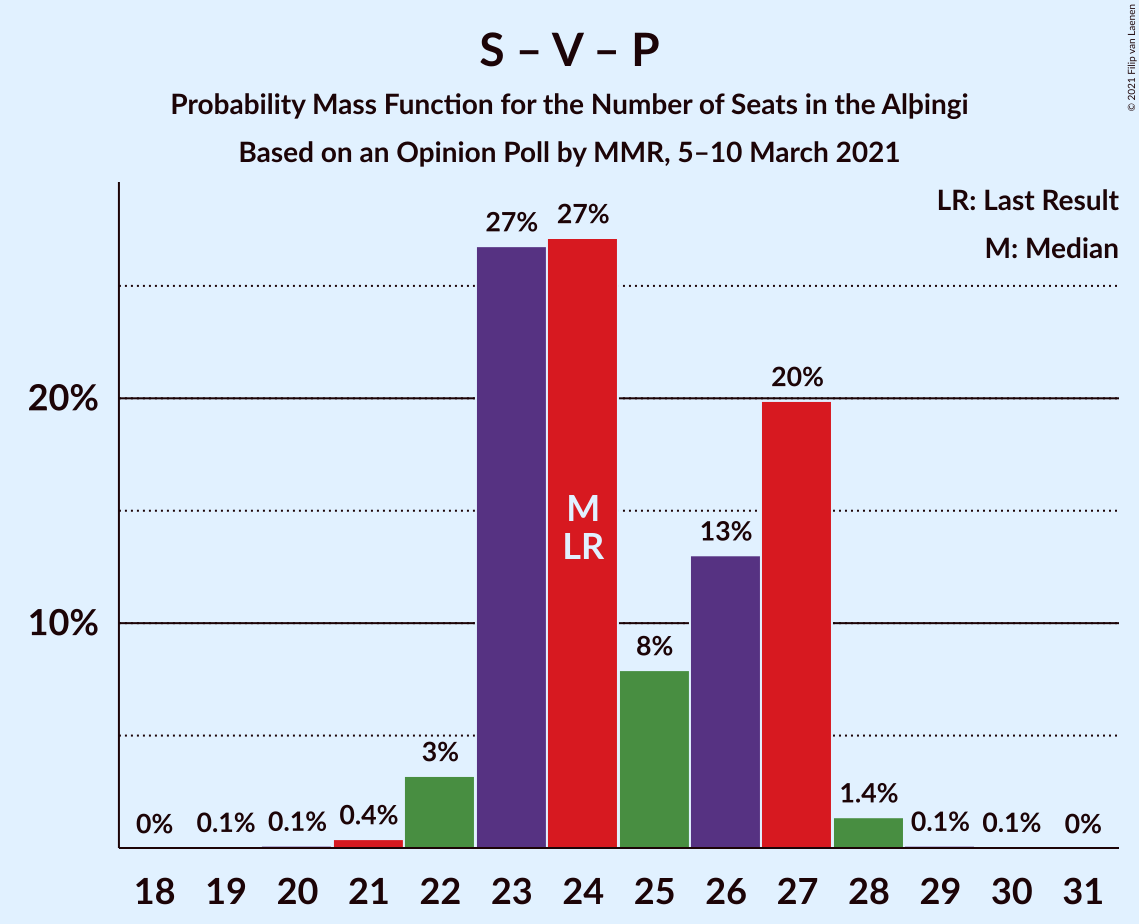 S – V – P
Probability Mass Function for the Number of Seats in the Alþingi
Based on an Opinion Poll by MMR, 5–10 March 2021
© 2021 Filip van Laenen
LR: Last Result
M: Median
27%
27%
20%
20%
13%
M
LR
10%
8%
3%
1.4%
0%
0.1%
0.1%
0.4%
0.1%
0.1%
0%
18 19 20 21 22 23 24 25 26 27 28 29 30 31